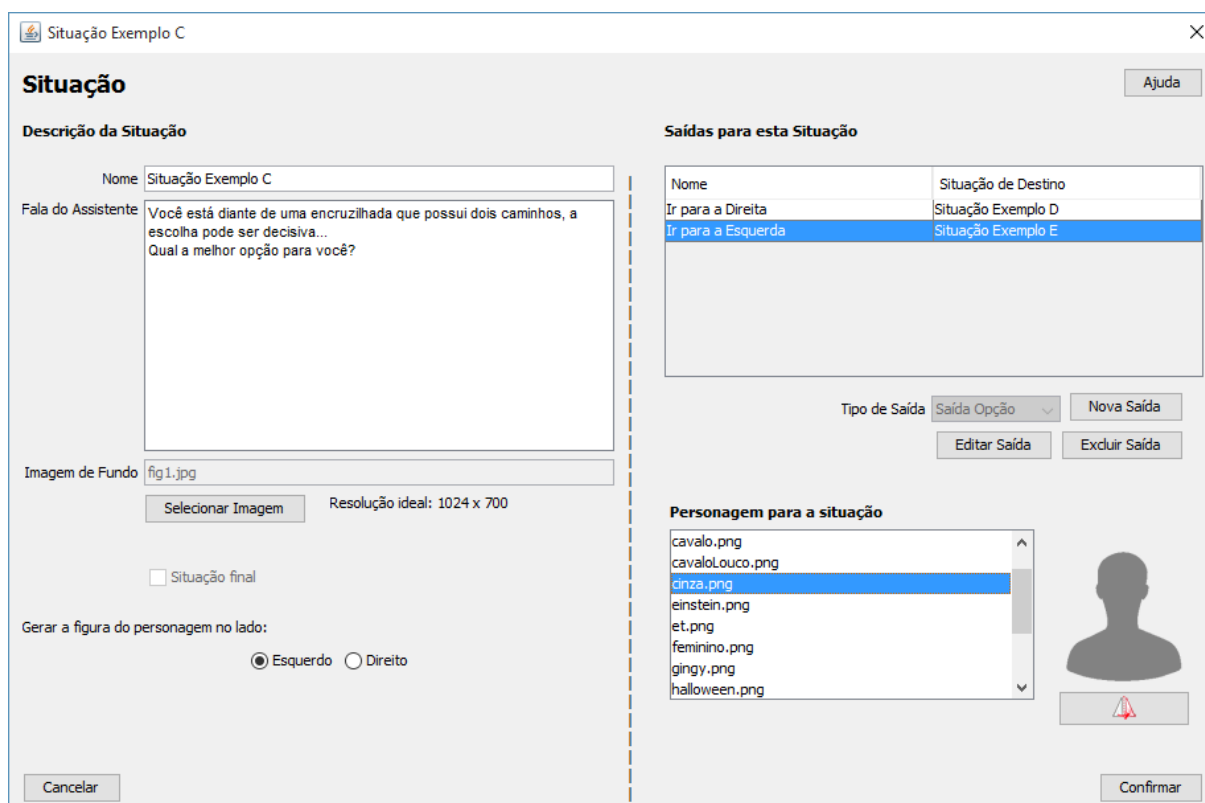 Situação Exemplo C
Situação
Ajuda
Descrição da Situação
Nome Situação Exemplo C
Fala do Assistente
Você está diante de uma encruzilhada que possui dois caminhos, a
escolha pode ser decisiva...
Qual a melhor opção para você?
Imagem de Fundo fig1.jpg
Selecionar Imagem Resolução ideal: 1024 x 700
Situação final
Gerar a figura do personagem no lado:
Esquerdo Direito
Cancelar
Saídas para esta Situação
Nome Situação de Destino
Ir para a Direita Situação Exemplo D
Ir para a Esquerda Situação Exemplo E
Tipo de Saída Saída Opção Nova Saída
Editar Saída Excluir Saída
Personagem para a situação
cavalo.png
cavaloLouco.png
cinza.png
einstein.png
et.png
feminino.png
gingy.png
halloween.png
Confirmar